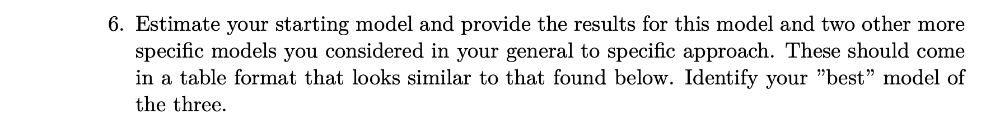 6. Estimate your starting model and provide the results for this model and two other more
specific models you considered in your general to specific approach. These should come
in a table format that looks similar to that found below. Identify your ”best” model of
the three.